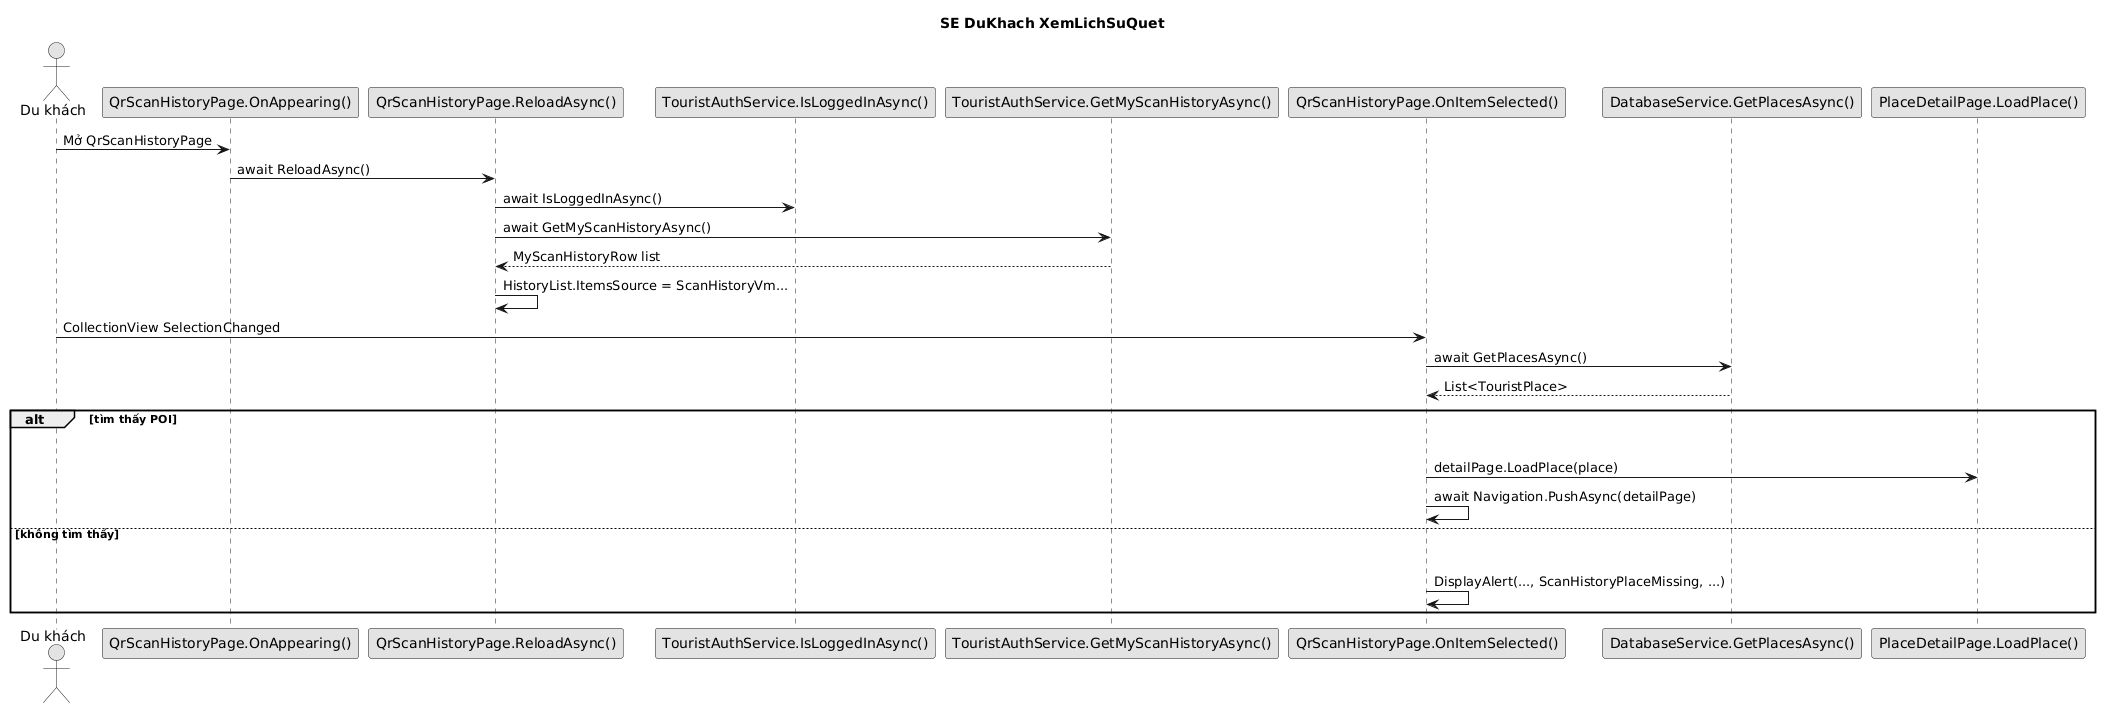 SE DuKhach XemLichSuQuet
Du khách
QrScanHistoryPage.OnAppearing()
QrScanHistoryPage.ReloadAsync()
TouristAuthService.IsLoggedInAsync()
TouristAuthService.GetMyScanHistoryAsync()
QrScanHistoryPage.OnItemSelected()
DatabaseService.GetPlacesAsync()
PlaceDetailPage.LoadPlace()
Mở QrScanHistoryPage
await ReloadAsync()
await IsLoggedInAsync()
await GetMyScanHistoryAsync()
MyScanHistoryRow list
HistoryList.ItemsSource = ScanHistoryVm...
CollectionView SelectionChanged
await GetPlacesAsync()
List<TouristPlace>
alt [tìm thấy POI]
detailPage.LoadPlace(place)
await Navigation.PushAsync(detailPage)
[không tìm thấy]
DisplayAlert(..., ScanHistoryPlaceMissing, ...)
Du khách
QrScanHistoryPage.OnAppearing()
QrScanHistoryPage.ReloadAsync()
TouristAuthService.IsLoggedInAsync()
TouristAuthService.GetMyScanHistoryAsync()
QrScanHistoryPage.OnItemSelected()
DatabaseService.GetPlacesAsync()
PlaceDetailPage.LoadPlace()